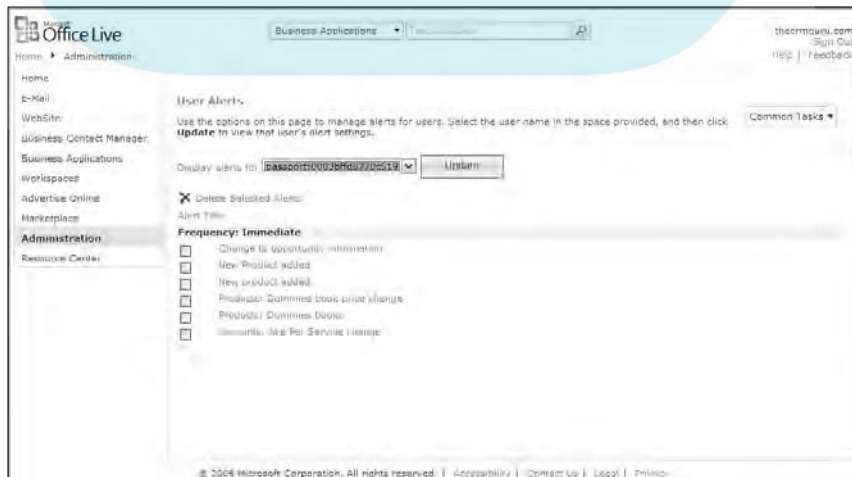 Microsoft
Office Live
Business Applications
thecrmguru.com
Sign Out
Help | Feedback
Home ▸ Administration
Home
E-Mail
WebSite
Business Contact Manager
Business Applications
Workspaces
Advertise Online
Marketplace
Administration
Resource Center
User Alerts
Use the options on this page to manage alerts for users. Select the user name in the space provided, and then click
Update to view that user's alert settings.
Common Tasks ▾
Display alerts for
Update
Delete Selected Alerts
Alert Title
Frequency: Immediate
Change to opportunity information
New Product added
New product added
Products: Dummies book price change
Products: Dummies books
© 2006 Microsoft Corporation. All rights reserved. | Accessibility | Contact Us | Legal | Privacy